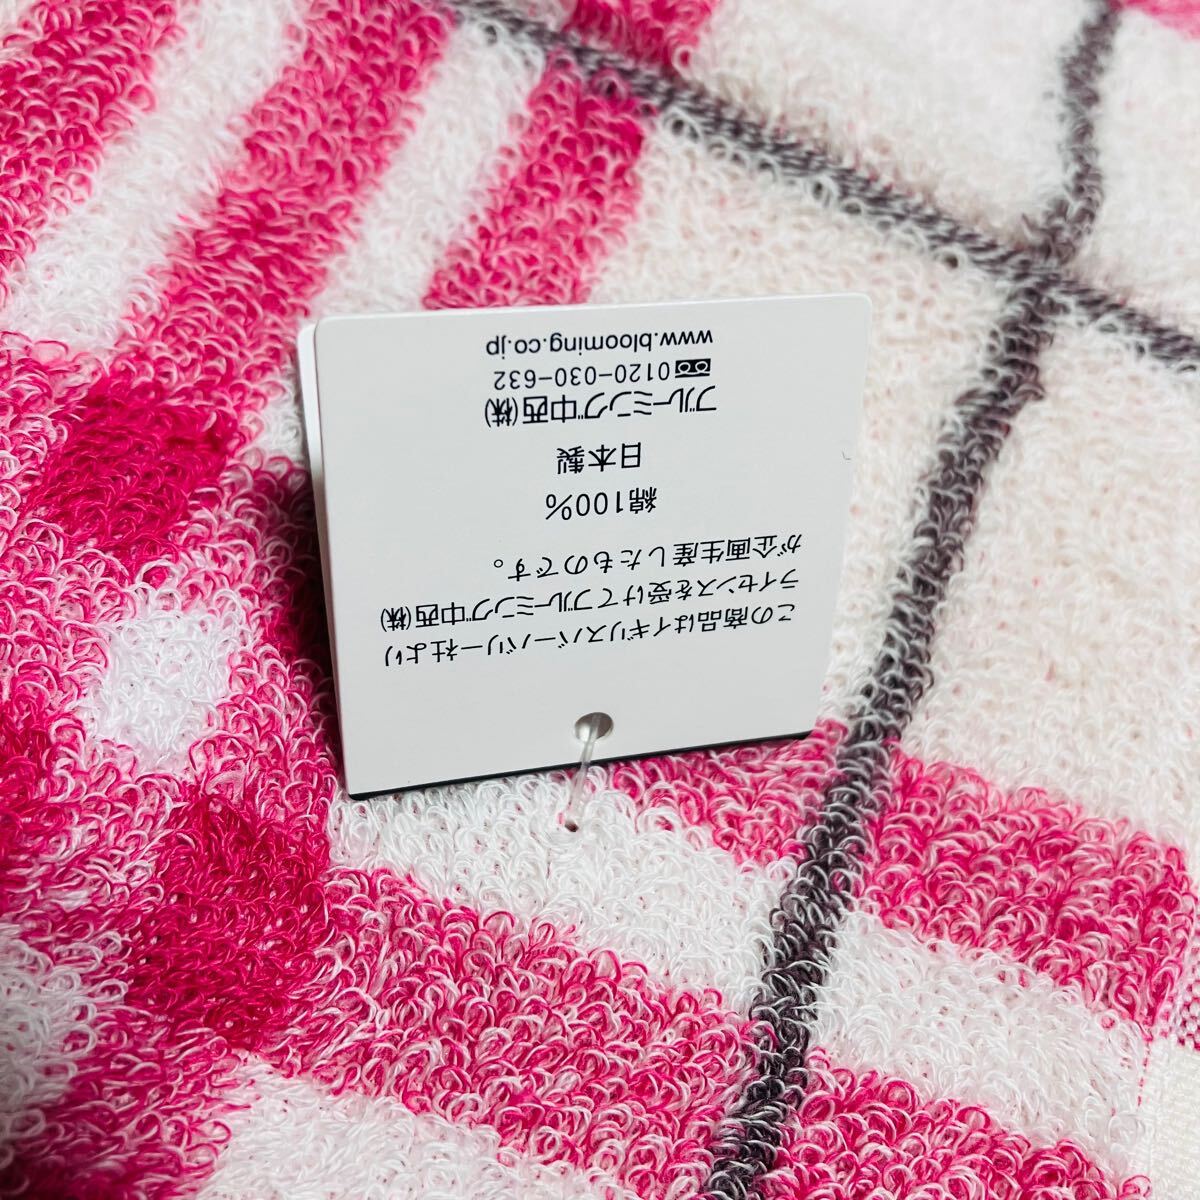 この商品はイギリスバーバリー社より
ライセンスを受けてブルーミング中西(株)
が企画生産したものです。
綿100%
日本製
ブルーミング中西(株)
0120-030-632
www.blooming.co.jp